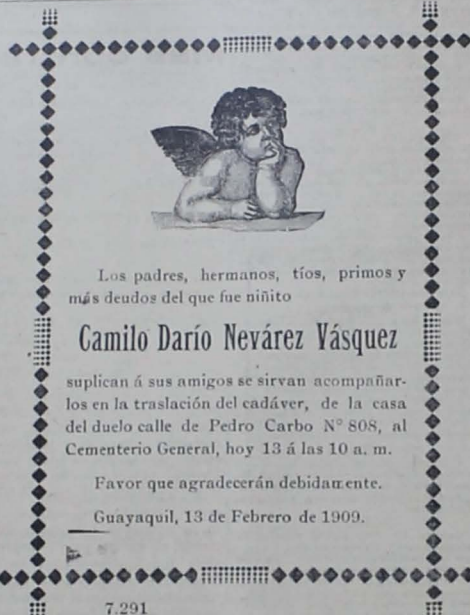 Los padres, hermanos, tíos, primos y
más deudos del que fue niñito
Camilo Darío Nevárez Vásquez
suplican á sus amigos se sirvan acompañar-
los en la traslación del cadáver, de la casa
del duelo calle de Pedro Carbo N° 808, al
Cementerio General, hoy 13 á las 10 a. m.
Favor que agradecerán debidamente.
Guayaquil, 13 de Febrero de 1909.
7.291